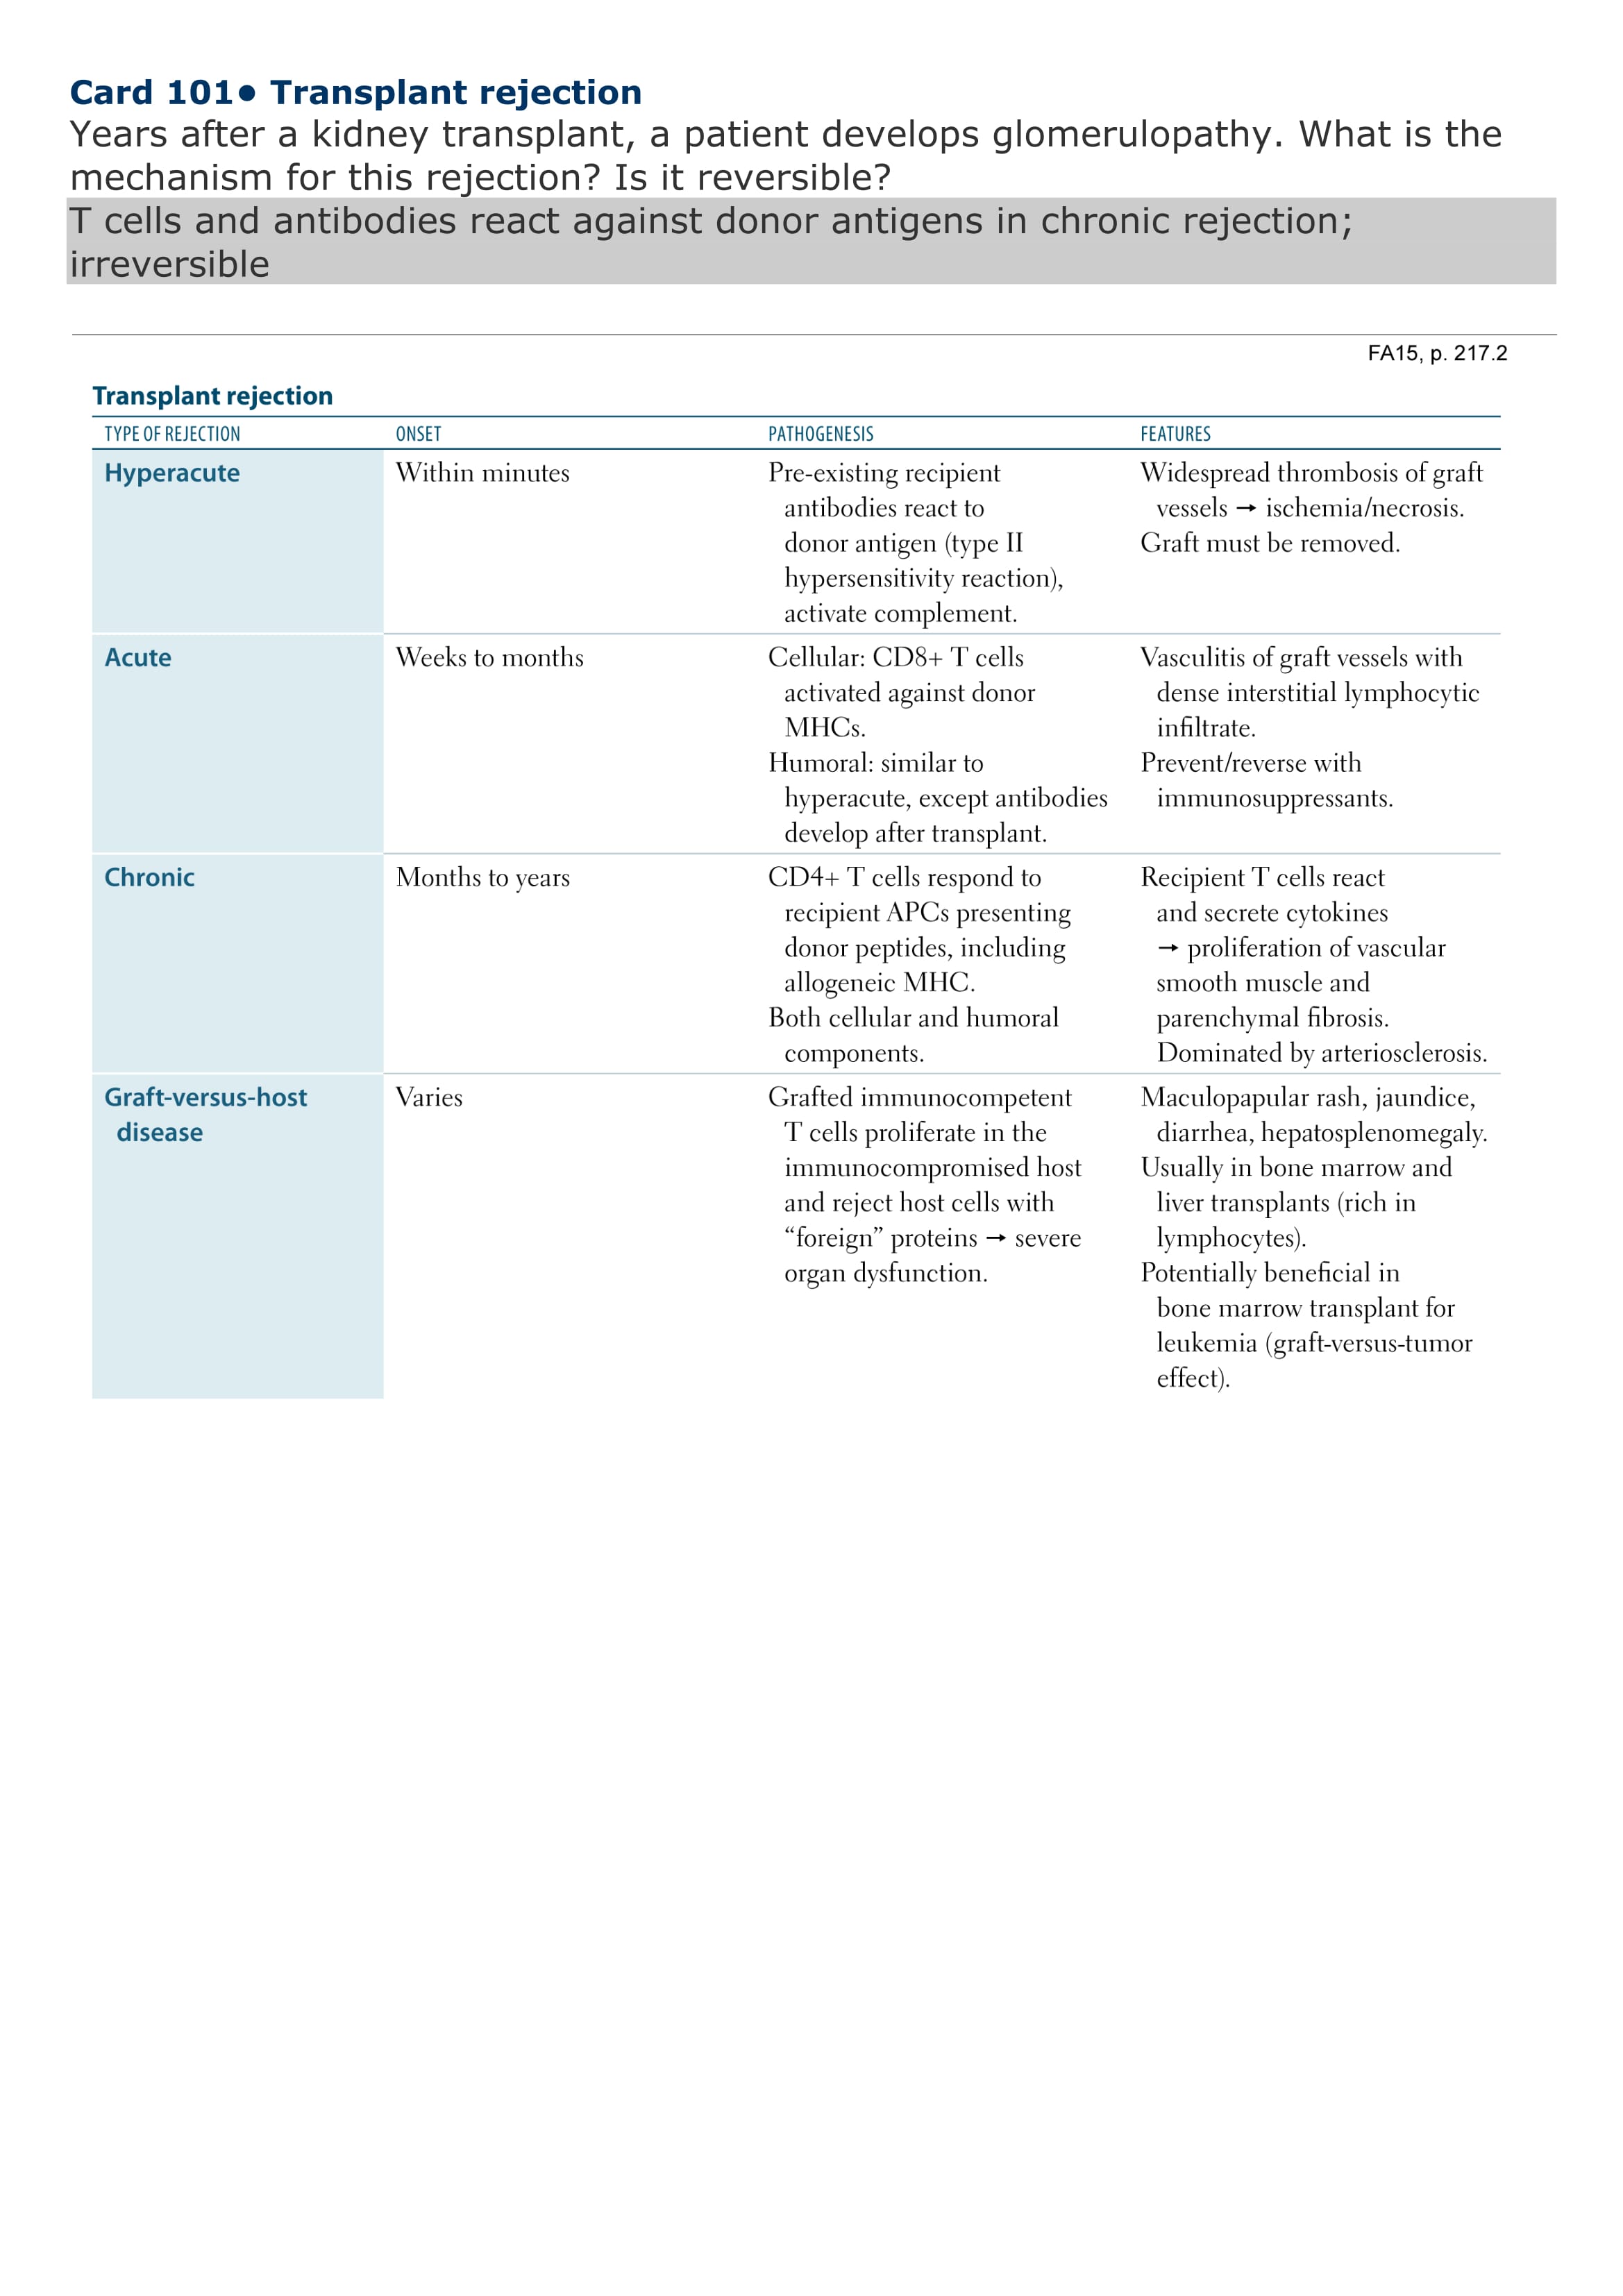 Card 101• Transplant rejection
Years after a kidney transplant, a patient develops glomerulopathy. What is the
mechanism for this rejection? Is it reversible?
T cells and antibodies react against donor antigens in chronic rejection;
irreversible
FA15, p. 217.2
Transplant rejection
TYPE OF REJECTION ONSET PATHOGENESIS FEATURES
Hyperacute
Within minutes
Pre-existing recipient
antibodies react to
donor antigen (type II
hypersensitivity reaction),
activate complement.
Widespread thrombosis of graft
vessels → ischemia/necrosis.
Graft must be removed.
Acute
Weeks to months
Cellular: CD8+ T cells
activated against donor
MHCs.
Humoral: similar to
hyperacute, except antibodies
develop after transplant.
Vasculitis of graft vessels with
dense interstitial lymphocytic
infiltrate.
Prevent/reverse with
immunosuppressants.
Chronic
Months to years
CD4+ T cells respond to
recipient APCs presenting
donor peptides, including
allogeneic MHC.
Both cellular and humoral
components.
Recipient T cells react
and secrete cytokines
→ proliferation of vascular
smooth muscle and
parenchymal fibrosis.
Dominated by arteriosclerosis.
Graft-versus-host
disease
Varies
Grafted immunocompetent
T cells proliferate in the
immunocompromised host
and reject host cells with
“foreign” proteins → severe
organ dysfunction.
Maculopapular rash, jaundice,
diarrhea, hepatosplenomegaly.
Usually in bone marrow and
liver transplants (rich in
lymphocytes).
Potentially beneficial in
bone marrow transplant for
leukemia (graft-versus-tumor
effect).